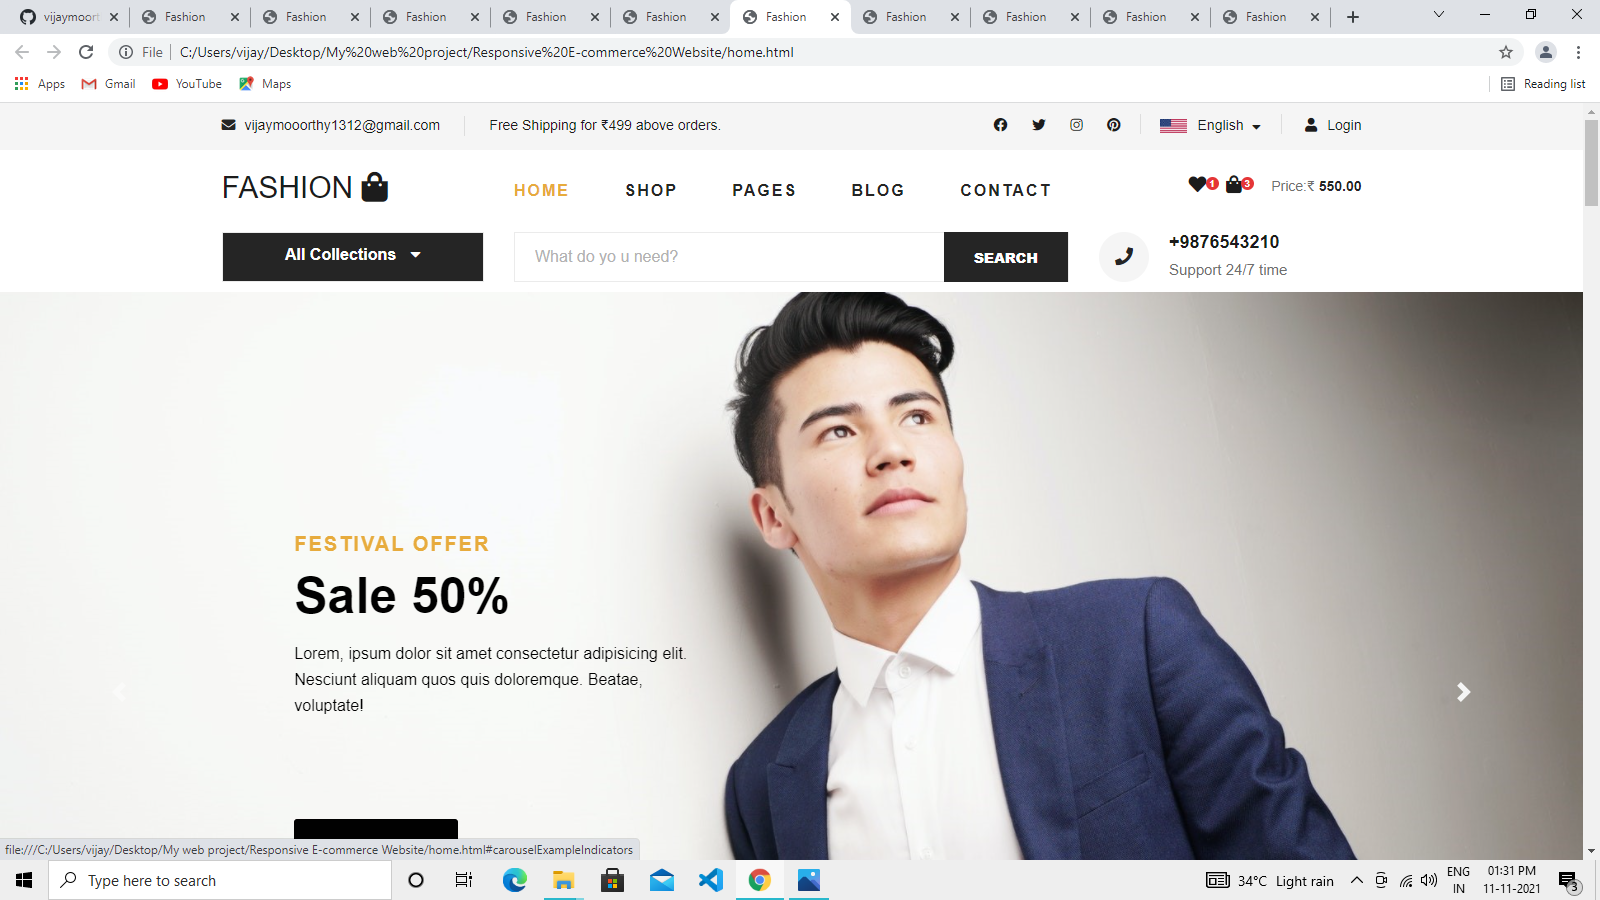 vijaymoort
Fashion
Fashion
Fashion
Fashion
Fashion
Fashion
Fashion
Fashion
Fashion
Fashion
File
C:/Users/vijay/Desktop/My%20web%20project/Responsive%20E-commerce%20Website/home.html
Apps
Gmail
YouTube
Maps
Reading list
vijaymooorthy1312@gmail.com
Free Shipping for ₹499 above orders.
English
Login
FASHION
HOME
SHOP
PAGES
BLOG
CONTACT
1
3
Price:₹ 550.00
All Collections
What do yo u need?
SEARCH
+9876543210
Support 24/7 time
FESTIVAL OFFER
Sale 50%
Lorem, ipsum dolor sit amet consectetur adipisicing elit.
Nesciunt aliquam quos quis doloremque. Beatae,
voluptate!
file:///C:/Users/vijay/Desktop/My web project/Responsive E-commerce Website/home.html#carouselExampleIndicators
Type here to search
34°C Light rain
ENG
IN
01:31 PM
11-11-2021
3